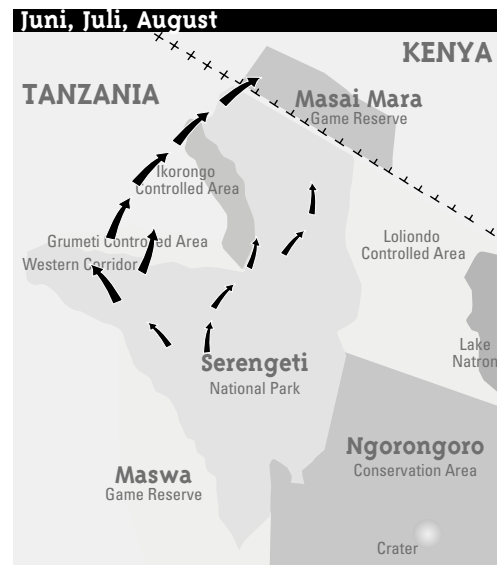 Juni, Juli, August
KENYA
TANZANIA
Masai Mara
Game Reserve
Ikorongo
Controlled Area
Grumeti Controlled Area
Western Corridor
Loliondo
Controlled Area
Lake
Natron
Serengeti
National Park
Ngorongoro
Conservation Area
Maswa
Game Reserve
Crater